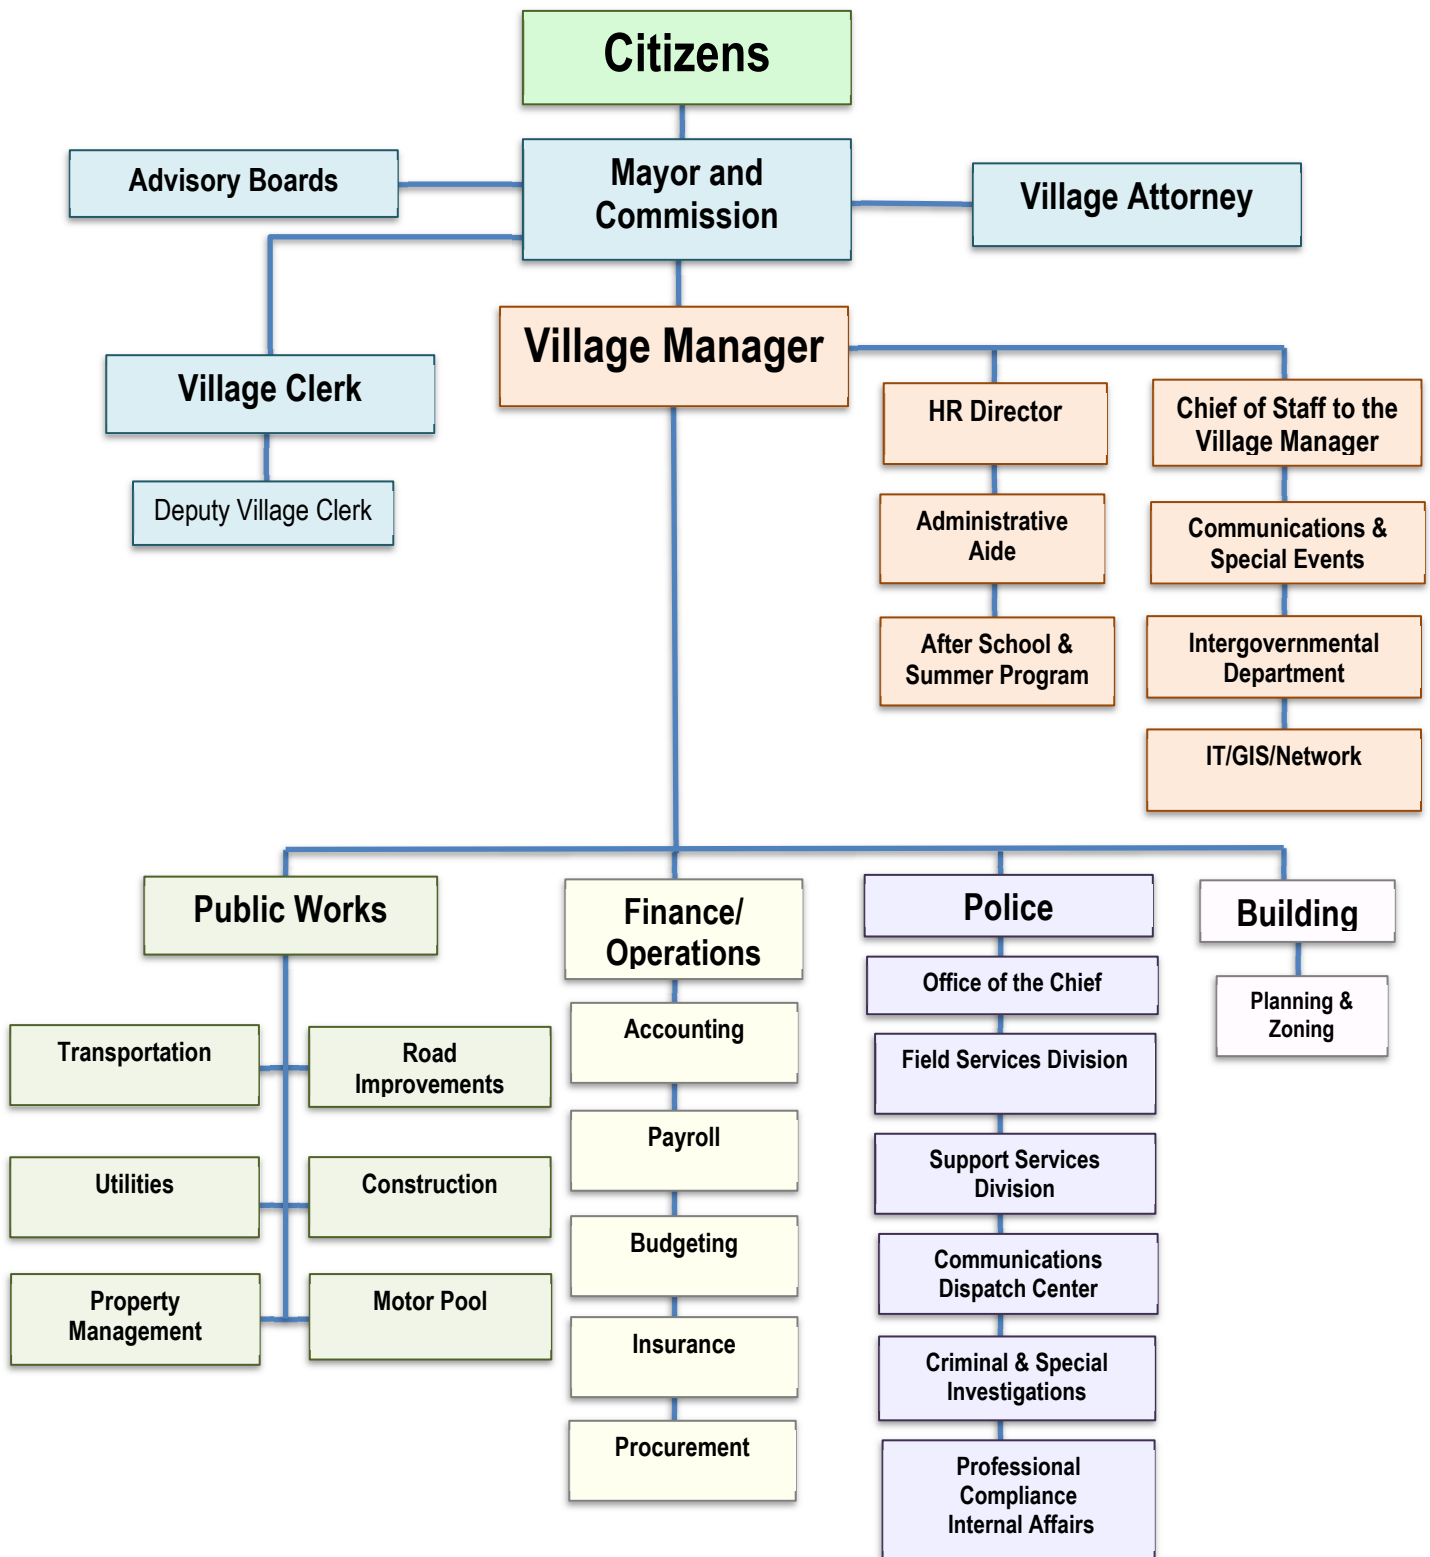 Citizens
Advisory Boards
Mayor and
Commission
Village Attorney
Village Manager
Village Clerk
Deputy Village Clerk
HR Director
Administrative
Aide
After School &
Summer Program
Chief of Staff to the
Village Manager
Communications &
Special Events
Intergovernmental
Department
IT/GIS/Network
Public Works
Transportation
Road
Improvements
Utilities
Construction
Property
Management
Motor Pool
Finance/
Operations
Accounting
Payroll
Budgeting
Insurance
Procurement
Police
Office of the Chief
Field Services Division
Support Services
Division
Communications
Dispatch Center
Criminal & Special
Investigations
Professional
Compliance
Internal Affairs
Building
Planning &
Zoning